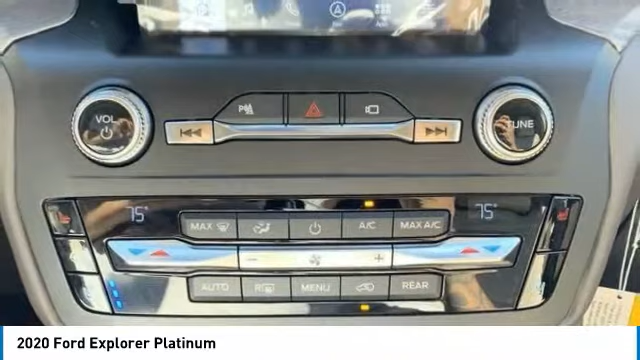 VOL
TUNE
75°
75°
MAX
A/C
MAX A/C
AUTO
R
MENU
REAR
2020 Ford Explorer Platinum